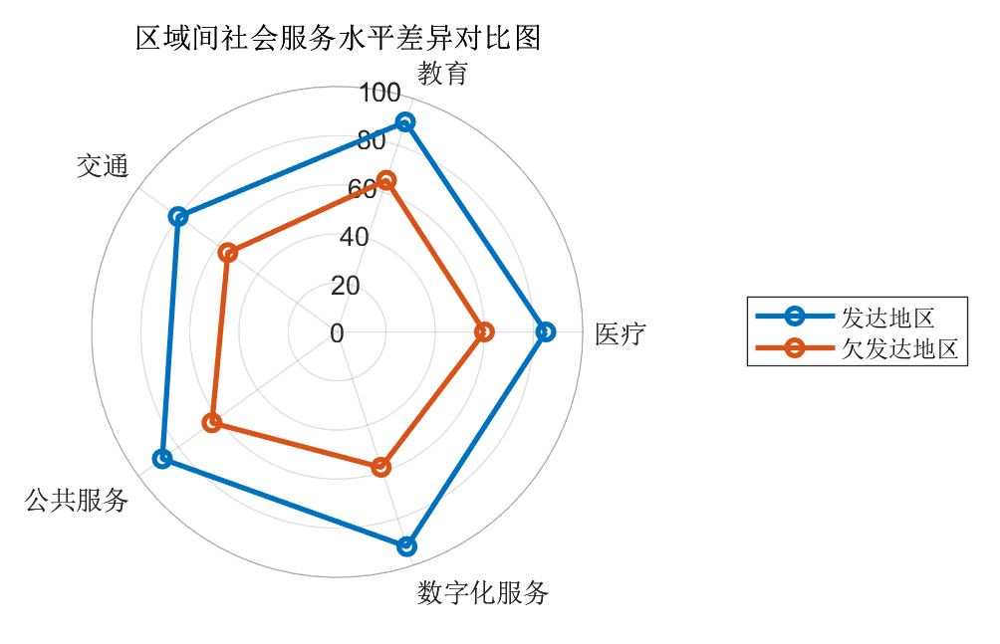 区域间社会服务水平差异对比图
教育
100
80
交通
60
40
20
0
医疗
发达地区
欠发达地区
公共服务
数字化服务